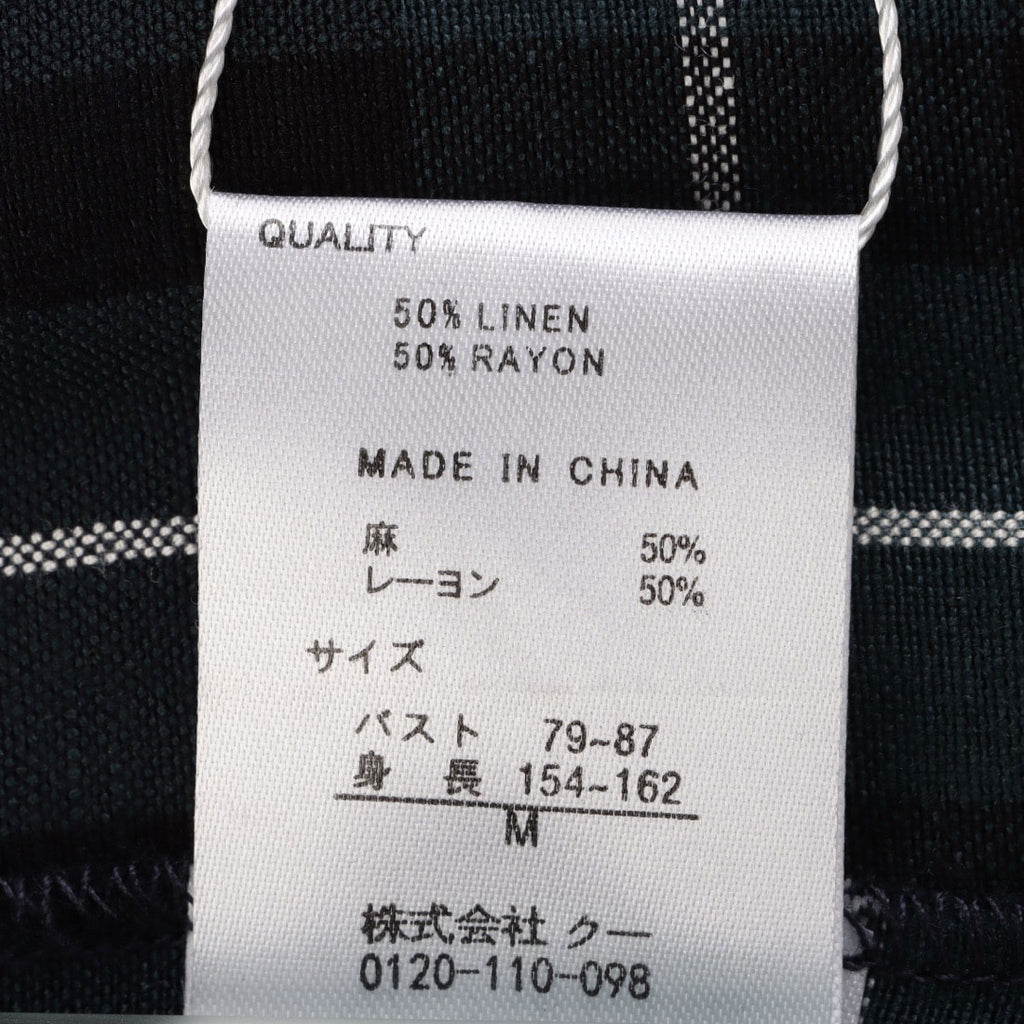 QUALITY
50% LINEN
50% RAYON
MADE IN CHINA
麻 50%
レーヨン 50%
サイズ
バスト 79~87
身 長 154~162
M
株式会社 クー
0120-110-098